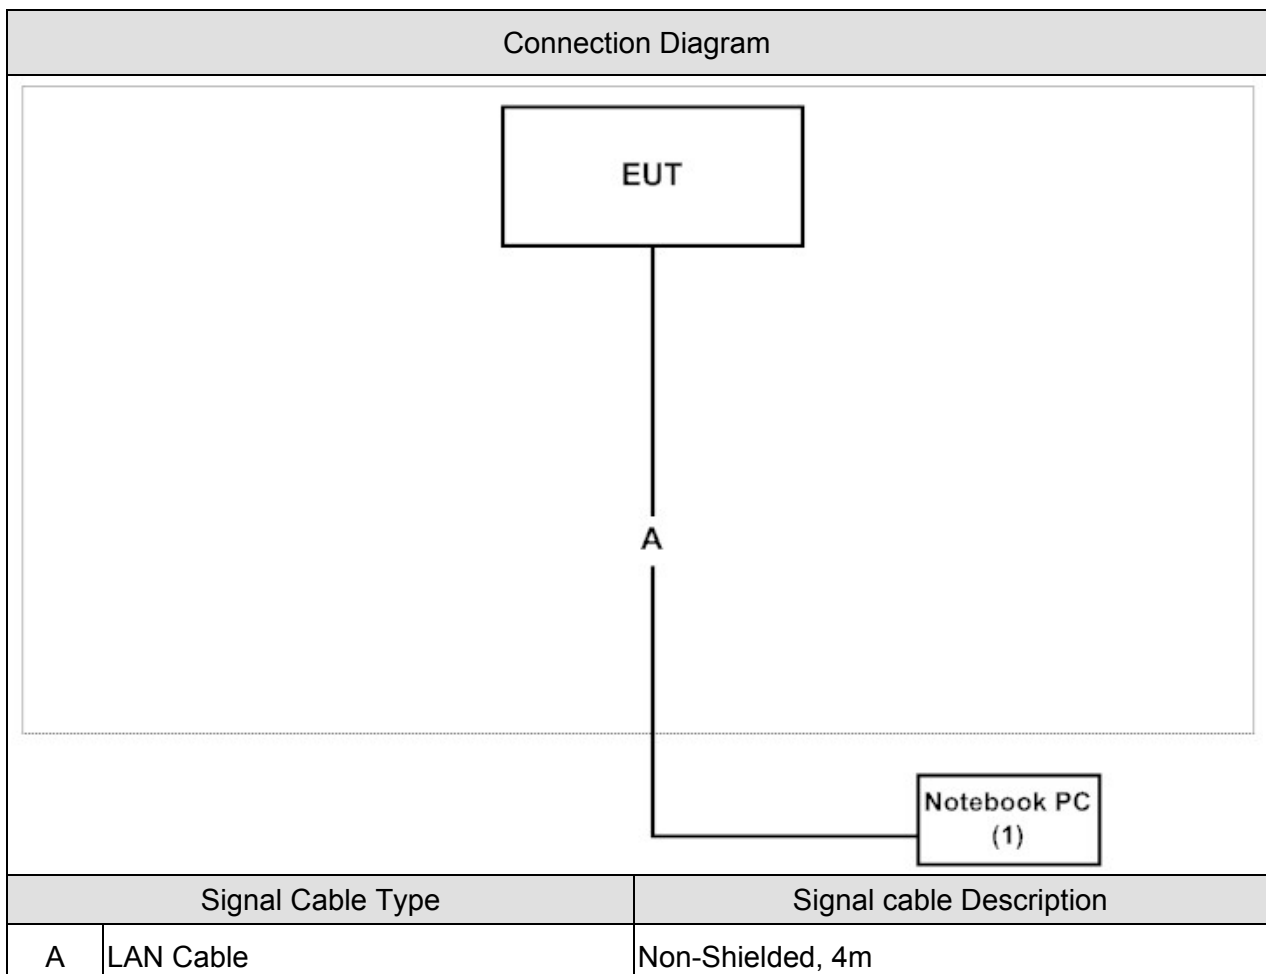 Connection Diagram
EUT
A
Notebook PC
(1)
Signal Cable Type
Signal cable Description
A
LAN Cable
Non-Shielded, 4m